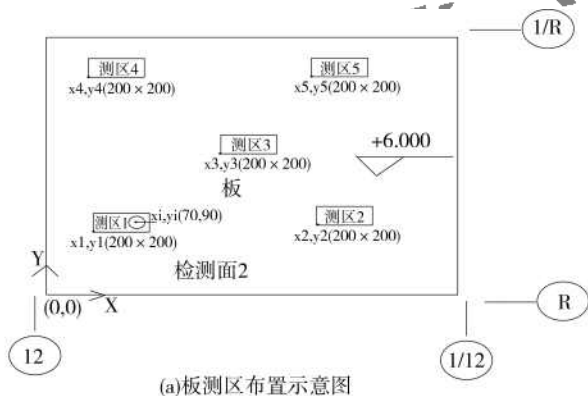 1/R
测区4
x4,y4(200×200)
测区5
x5,y5(200×200)
测区3
x3,y3(200×200)
+6.000
板
测区1
xi,yi(70,90)
x1,y1(200×200)
测区2
x2,y2(200×200)
检测面2
Y
(0,0)
X
R
12
1/12
(a)板测区布置示意图